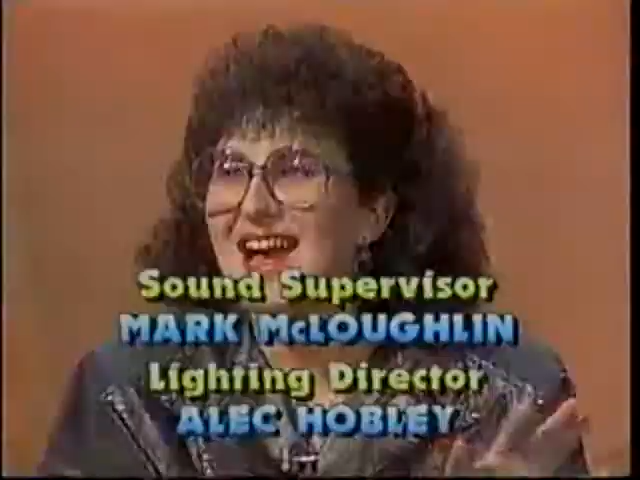 Sound Supervisor
MARK McLOUGHLIN
Lighting Director
ALEC HOBLEY